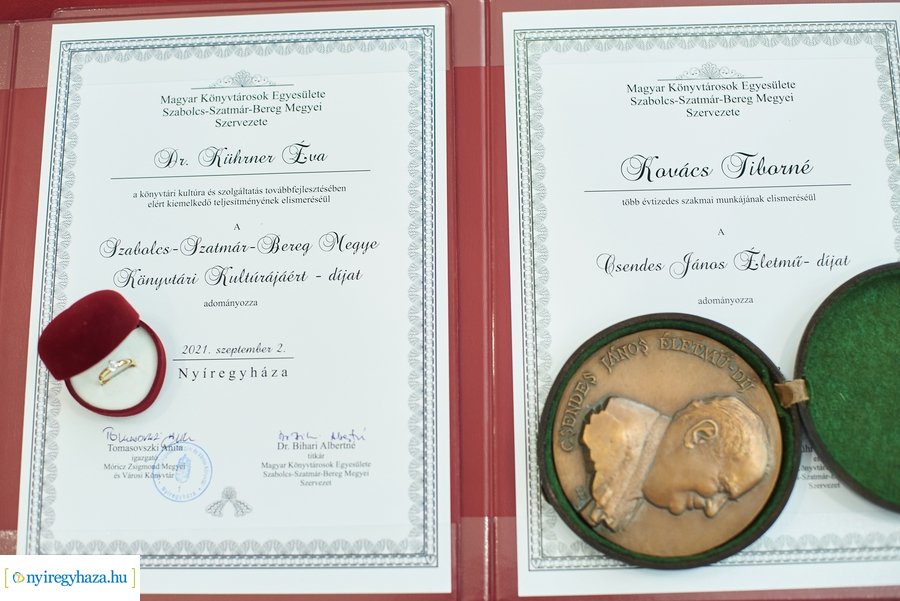 Magyar Könyvtárosok Egyesülete
Szabolcs-Szatmár-Bereg Megyei
Szervezete
Dr. Kührner Éva
a könyvtári kultúra és szolgáltatás továbbfejlesztésében
elért kiemelkedő teljesítményének elismeréséül
A
Szabolcs-Szatmár-Bereg Megye
Könyvtári Kultúrájáért - díjat
adományozza
2021. szeptember 2.
Nyíregyháza
Tomasovszki Anita
igazgató
Móricz Zsigmond Megyei
és Városi Könyvtár
Nyíregyháza
Dr. Bihari Albertné
titkár
Magyar Könyvtárosok Egyesülete
Szabolcs-Szatmár-Bereg Megyei
Szervezet
Magyar Könyvtárosok Egyesülete
Szabolcs-Szatmár-Bereg Megyei
Szervezete
Kovács Tiborné
több évtizedes szakmai munkájának elismeréséül
A
Csendes János Életmű- díjat
adományozza
CSENDES JÁNOS ÉLETMŰ-DÍJ
nyiregyhaza.hu